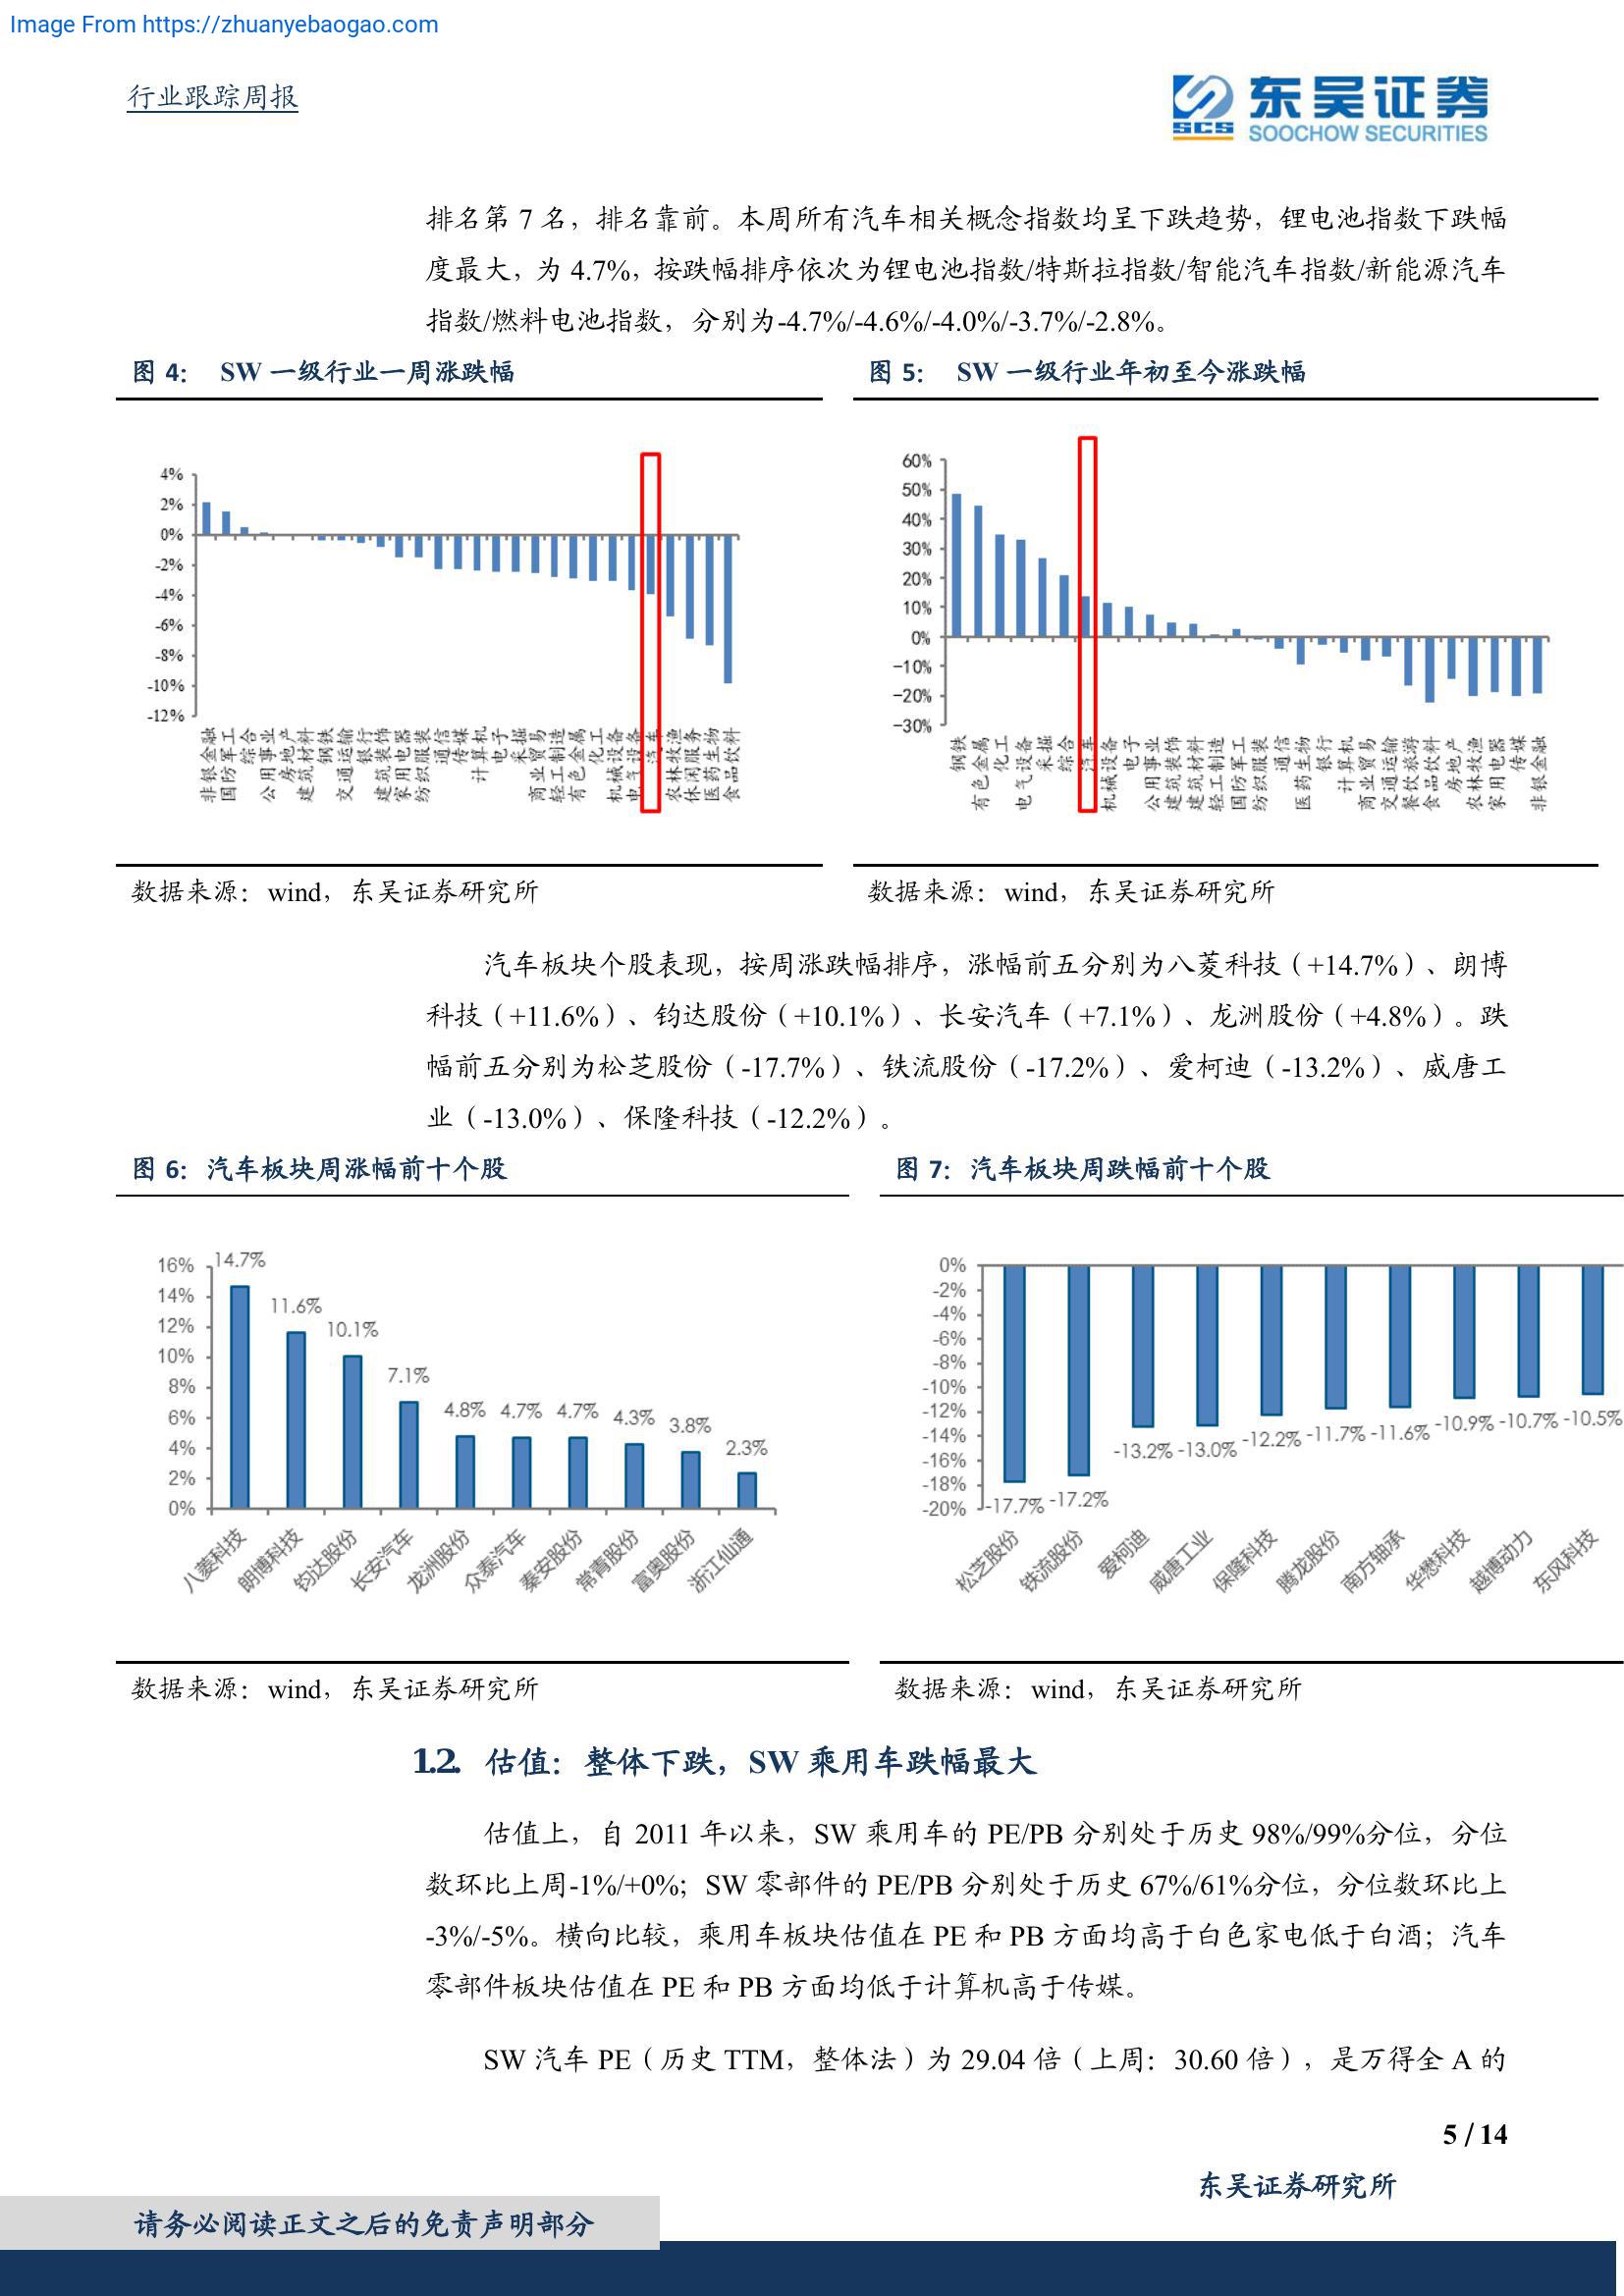 Image From https://zhuanyebaogao.com
行业跟踪周报
东吴证券
SCS
SOOCHOW SECURITIES
排名第 7 名，排名靠前。本周所有汽车相关概念指数均呈下跌趋势，锂电池指数下跌幅
度最大，为 4.7%，按跌幅排序依次为锂电池指数/特斯拉指数/智能汽车指数/新能源汽车
指数/燃料电池指数，分别为-4.7%/-4.6%/-4.0%/-3.7%/-2.8%。
图 4： SW 一级行业一周涨跌幅
4%
2%
0%
-2%
-4%
-6%
-8%
-10%
-12%
非银金融
国防军工
综合
公用事业
房地产
建筑材料
钢铁
交通运输
银行
建筑装饰
家用电器
纺织服装
通信
传媒
计算机
电子
采掘
商业贸易
轻工制造
有色金属
化工
机械设备
电气设备
汽车
农林牧渔
休闲服务
医药生物
食品饮料
图 5： SW 一级行业年初至今涨跌幅
60%
50%
40%
30%
20%
10%
0%
-10%
-20%
-30%
钢铁
有色金属
化工
电气设备
采掘
综合
汽车
机械设备
电子
公用事业
建筑装饰
建筑材料
轻工制造
国防军工
纺织服装
通信
医药生物
银行
计算机
商业贸易
交通运输
餐饮旅游
食品饮料
房地产
农林牧渔
家用电器
传媒
非银金融
数据来源：wind，东吴证券研究所
数据来源：wind，东吴证券研究所
汽车板块个股表现，按周涨跌幅排序，涨幅前五分别为八菱科技（+14.7%）、朗博
科技（+11.6%）、钧达股份（+10.1%）、长安汽车（+7.1%）、龙洲股份（+4.8%）。跌
幅前五分别为松芝股份（-17.7%）、铁流股份（-17.2%）、爱柯迪（-13.2%）、威唐工
业（-13.0%）、保隆科技（-12.2%）。
图 6：汽车板块周涨幅前十个股
16%
14%
12%
10%
8%
6%
4%
2%
0%
14.7%
11.6%
10.1%
7.1%
4.8%
4.7%
4.7%
4.3%
3.8%
2.3%
八菱科技
朗博科技
钧达股份
长安汽车
龙洲股份
众泰汽车
秦安股份
常青股份
富奥股份
浙江仙通
图 7：汽车板块周跌幅前十个股
0%
-2%
-4%
-6%
-8%
-10%
-12%
-14%
-16%
-18%
-20%
-17.7%
-17.2%
-13.2%
-13.0%
-12.2%
-11.7%
-11.6%
-10.9%
-10.7%
-10.5%
松芝股份
铁流股份
爱柯迪
威唐工业
保隆科技
腾龙股份
南方轴承
华懋科技
越博动力
东风科技
数据来源：wind，东吴证券研究所
数据来源：wind，东吴证券研究所
1.2. 估值：整体下跌，SW 乘用车跌幅最大
估值上，自 2011 年以来，SW 乘用车的 PE/PB 分别处于历史 98%/99%分位，分位
数环比上周-1%/+0%；SW 零部件的 PE/PB 分别处于历史 67%/61%分位，分位数环比上
-3%/-5%。横向比较，乘用车板块估值在 PE 和 PB 方面均高于白色家电低于白酒；汽车
零部件板块估值在 PE 和 PB 方面均低于计算机高于传媒。
SW 汽车 PE（历史 TTM，整体法）为 29.04 倍（上周：30.60 倍），是万得全 A 的
5 / 14
东吴证券研究所
请务必阅读正文之后的免责声明部分